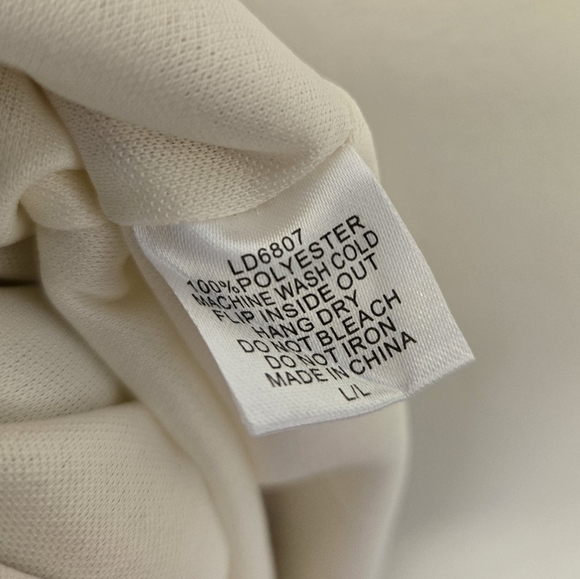 LD6807
100% POLYESTER
MACHINE WASH COLD
FLIP INSIDE OUT
HANG DRY
DO NOT BLEACH
DO NOT IRON
MADE IN CHINA
L/L